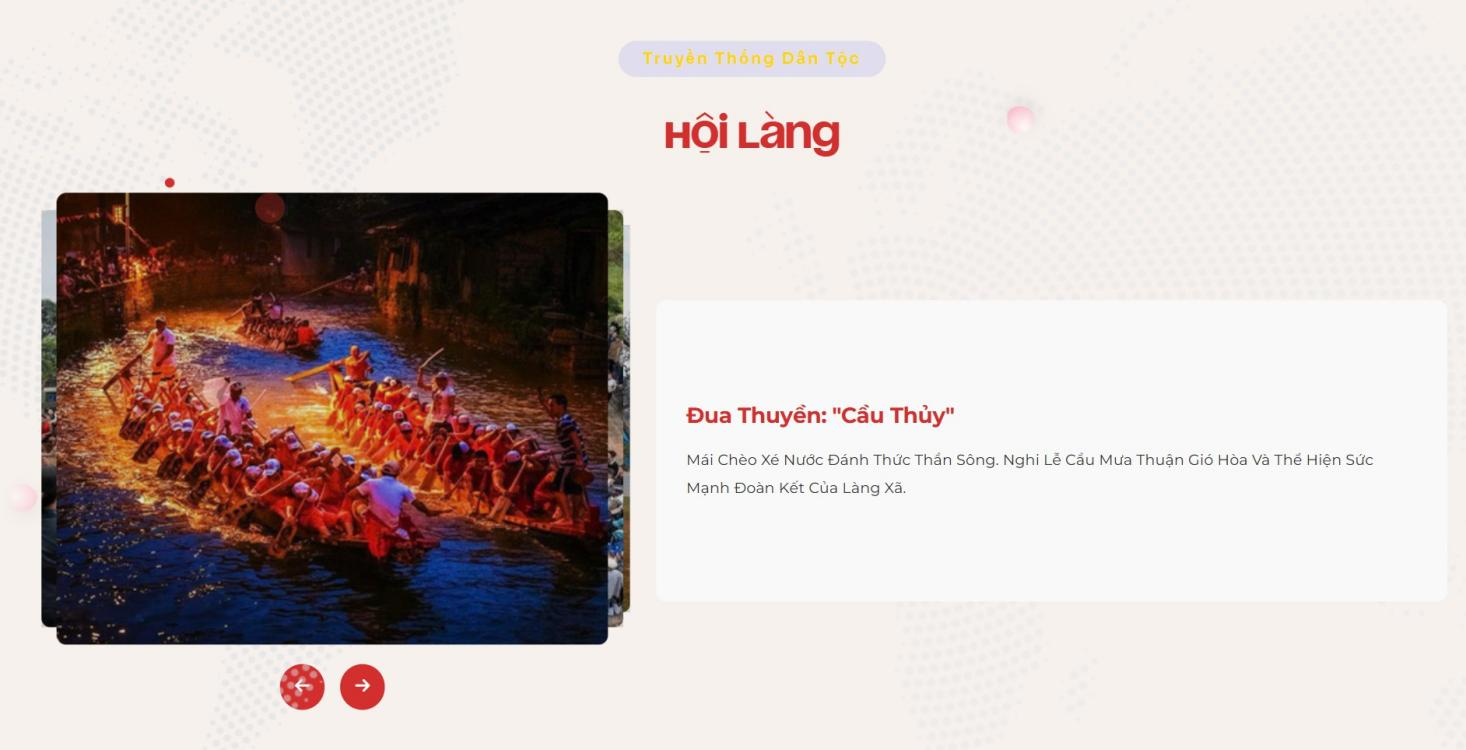 Truyền Thống Dân Tộc
Hội Làng
Đua Thuyền: "Cầu Thủy"
Mái Chèo Xé Nước Đánh Thức Thần Sông. Nghi Lễ Cầu Mưa Thuận Gió Hòa Và Thể Hiện Sức
Mạnh Đoàn Kết Của Làng Xã.